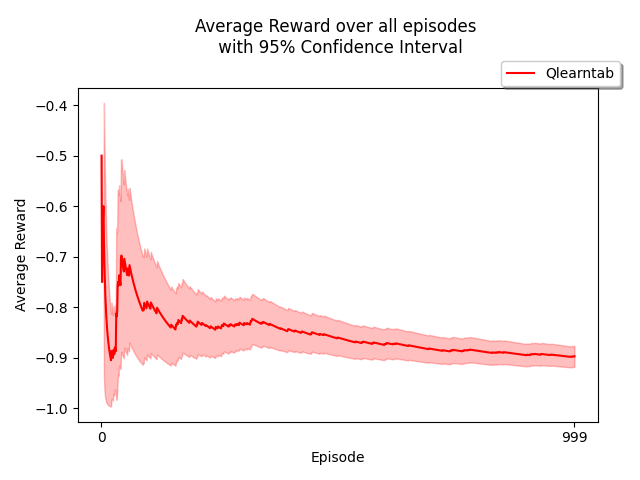 Average Reward over all episodes
with 95% Confidence Interval
Qlearntab
−0.4
−0.5
−0.6
−0.7
−0.8
−0.9
−1.0
Average Reward
0
999
Episode